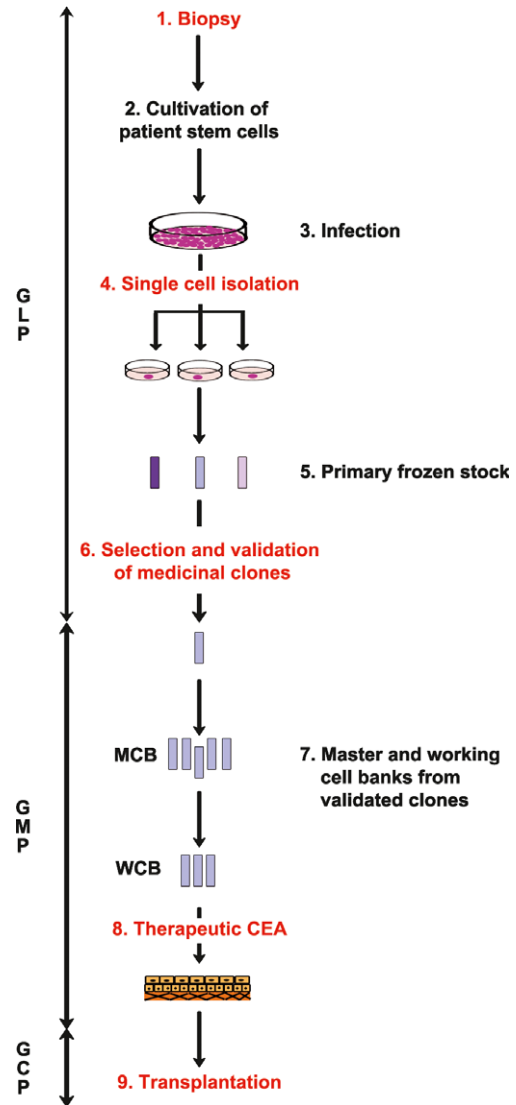 1. Biopsy
2. Cultivation of
patient stem cells
3. Infection
4. Single cell isolation
G
L
P
5. Primary frozen stock
6. Selection and validation
of medicinal clones
MCB
7. Master and working
cell banks from
validated clones
G
M
P
WCB
8. Therapeutic CEA
G
C
P
9. Transplantation